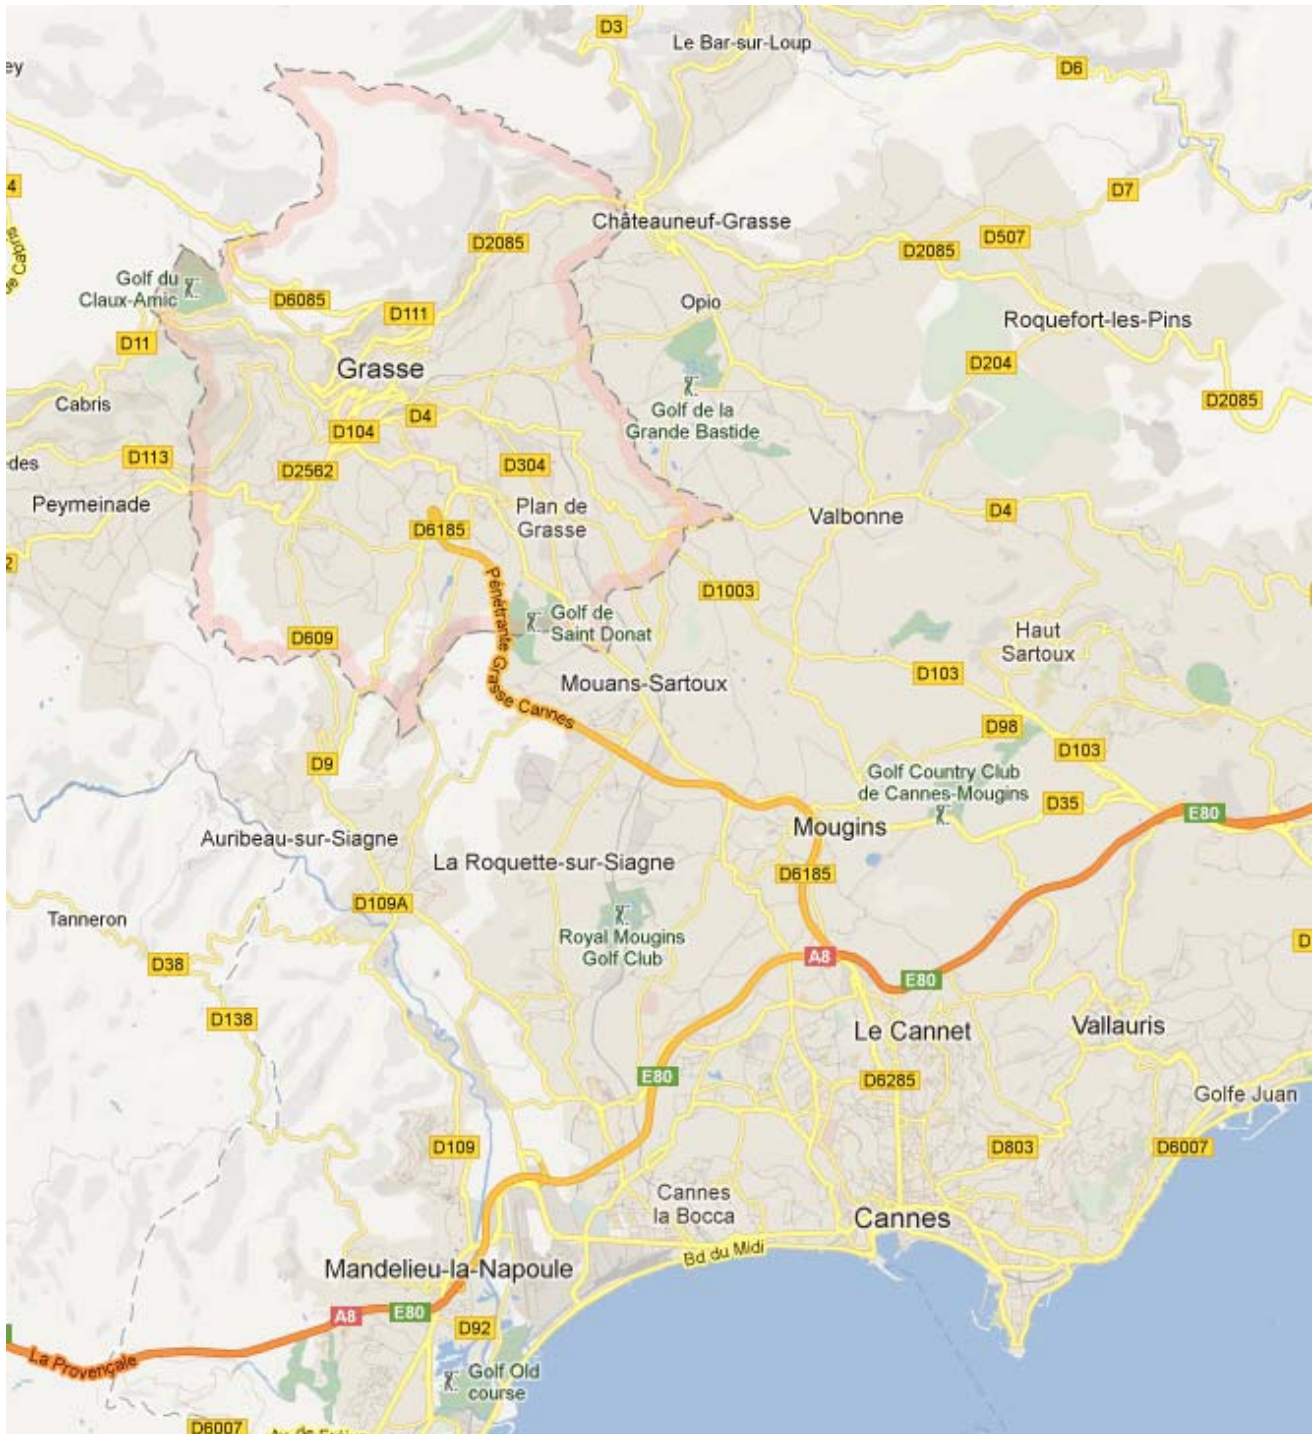 D3
Le Bar-sur-Loup
D6
ey
4
D7
Châteauneuf-Grasse
D507
D2085
D2085
de Cabris
Golf du
Claux-Amic
D6085
D111
Opio
Roquefort-les-Pins
D11
D204
Grasse
Cabris
D4
D2085
Golf de la
Grande Bastide
D104
D113
des
D2562
D304
Peymeinade
Plan de
Grasse
Valbonne
D4
D6185
2
Pénétrante Grasse Cannes
D1003
Golf de
Saint Donat
D609
Haut
Sartoux
D103
Mouans-Sartoux
D98
D103
D9
Golf Country Club
de Cannes-Mougins
D35
E80
Auribeau-sur-Siagne
Mougins
La Roquette-sur-Siagne
D6185
D109A
Tanneron
Royal Mougins
Golf Club
D
D38
A8
E80
D138
Le Cannet
Vallauris
E80
D6285
Golfe Juan
D109
D803
D6007
Cannes
la Bocca
Cannes
Bd du Midi
Mandelieu-la-Napoule
A8
E80
D92
La Provençale
Golf Old
course
D6007